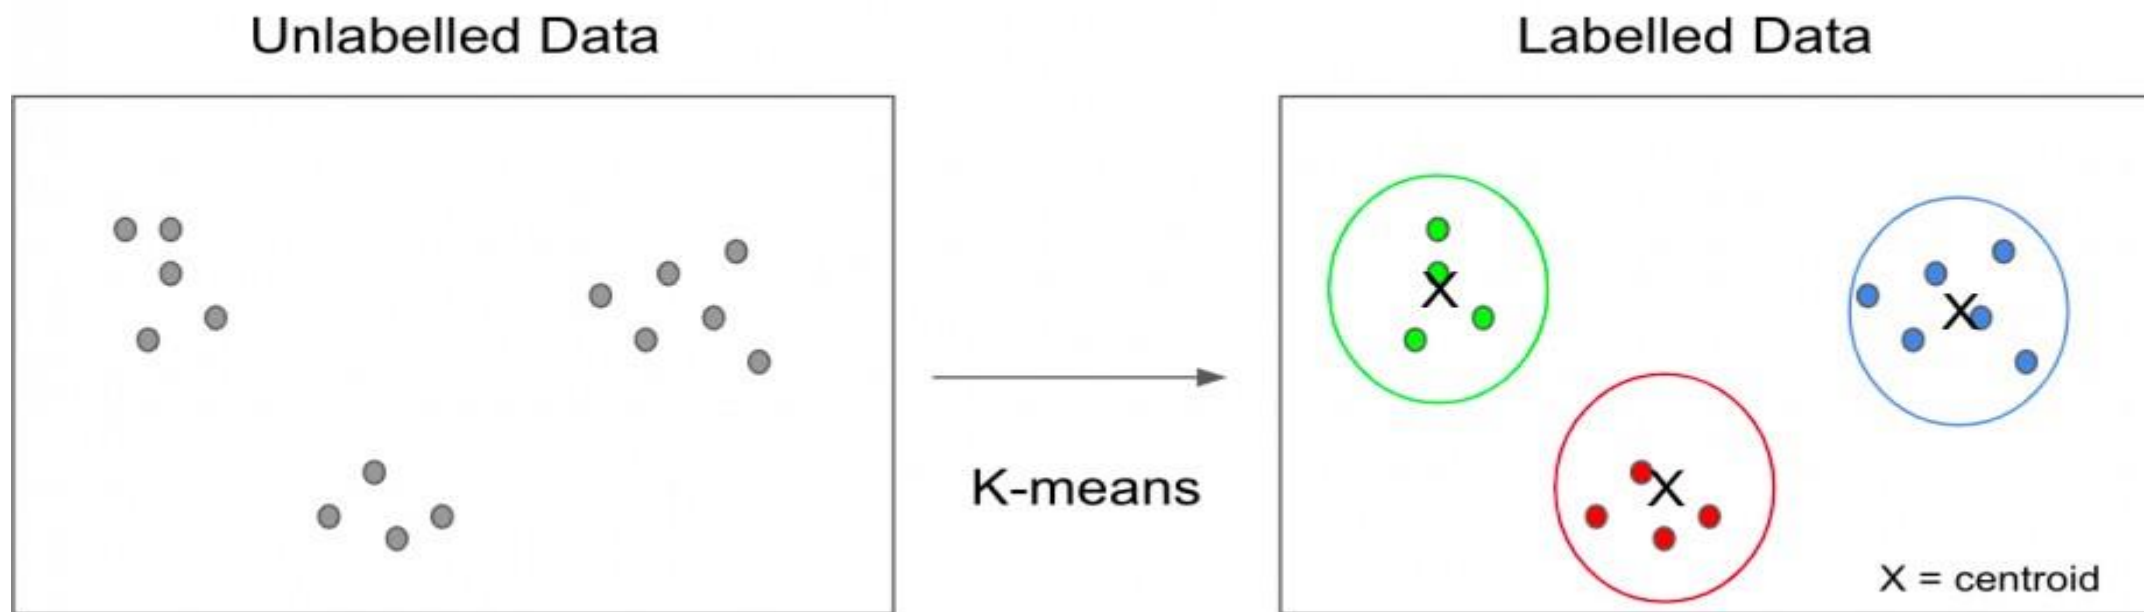 Unlabelled Data
Labelled Data
K-means
X
X
X
X = centroid